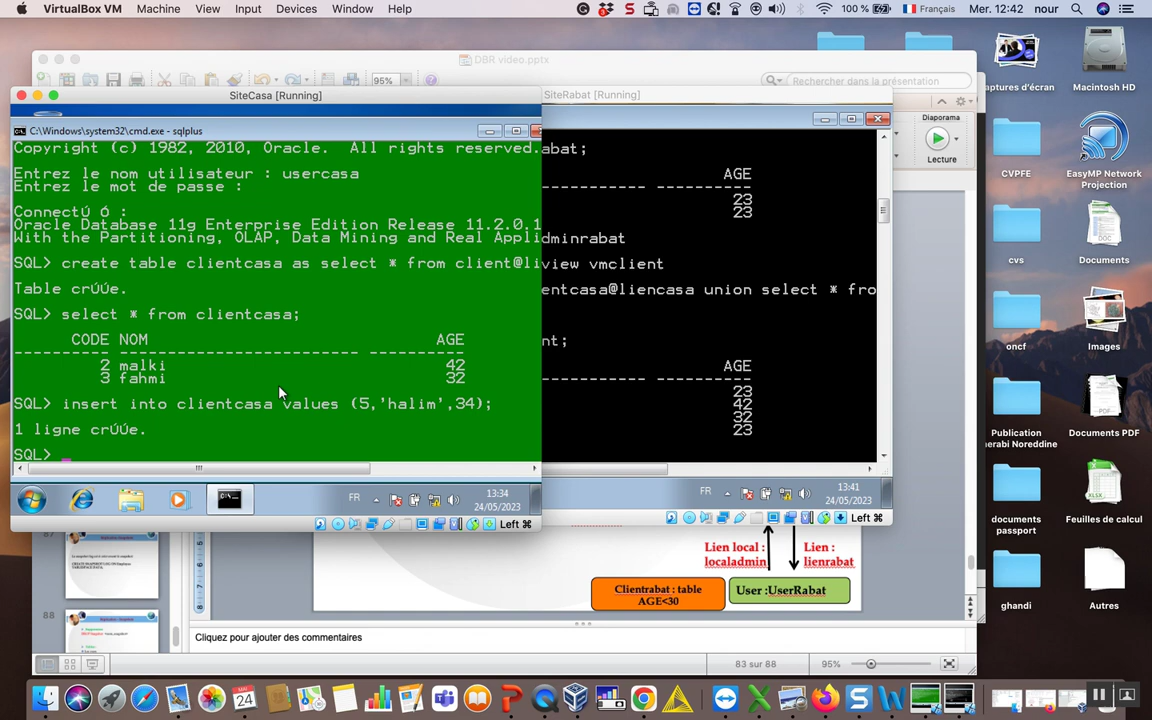 VirtualBox VM Machine View Input Devices Window Help
100 % Français Mer. 12:42 nour
DBR video.pptx
95%
Rechercher dans la présentation
SiteCasa [Running]
SiteRabat [Running]
Diaporama
Lecture
C:\Windows\system32\cmd.exe - sqlplus
Copyright (c) 1982, 2010, Oracle. All rights reserved.
Entrez le nom utilisateur : usercasa
Entrez le mot de passe :
ConnectÚ Ó :
Oracle Database 11g Enterprise Edition Release 11.2.0.1
With the Partitioning, OLAP, Data Mining and Real Appli
SQL> create table clientcasa as select * from client@li
Table crÚÚe.
SQL> select * from clientcasa;
CODE NOM AGE
---------- ------------------------------ ----------
2 malki 42
3 fahmi 32
SQL> insert into clientcasa values (5,'halim',34);
1 ligne crÚÚe.
SQL>
abat;
AGE
----------- ----------
23
23
dminrabat
view vmclient
entcasa@liencasa union select * fro
nt;
AGE
----------- ----------
23
42
32
23
FR
13:34
24/05/2023
Left ⌘
FR
13:41
24/05/2023
Left ⌘
87
88
Lien local :
localadmin
Lien :
lienrabat
Clientrabat : table
AGE<30
User :UserRabat
Cliquez pour ajouter des commentaires
83 sur 88
95%
aptures d'écran
Macintosh HD
CVPFE
EasyMP Network
Projection
cvs
Documents
oncf
Images
Publication
herabi Noreddine
Documents PDF
documents
passport
Feuilles de calcul
ghandi
Autres